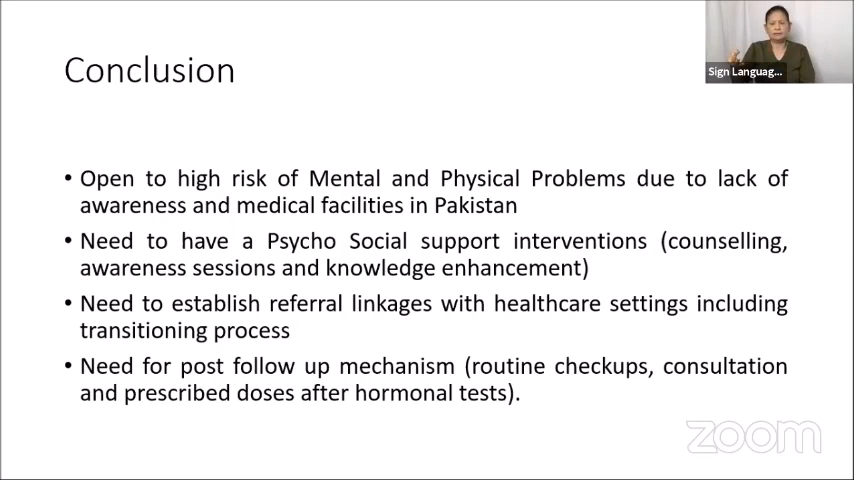 Sign Languag...
Conclusion
• Open to high risk of Mental and Physical Problems due to lack of
awareness and medical facilities in Pakistan
• Need to have a Psycho Social support interventions (counselling,
awareness sessions and knowledge enhancement)
• Need to establish referral linkages with healthcare settings including
transitioning process
• Need for post follow up mechanism (routine checkups, consultation
and prescribed doses after hormonal tests).
zoom